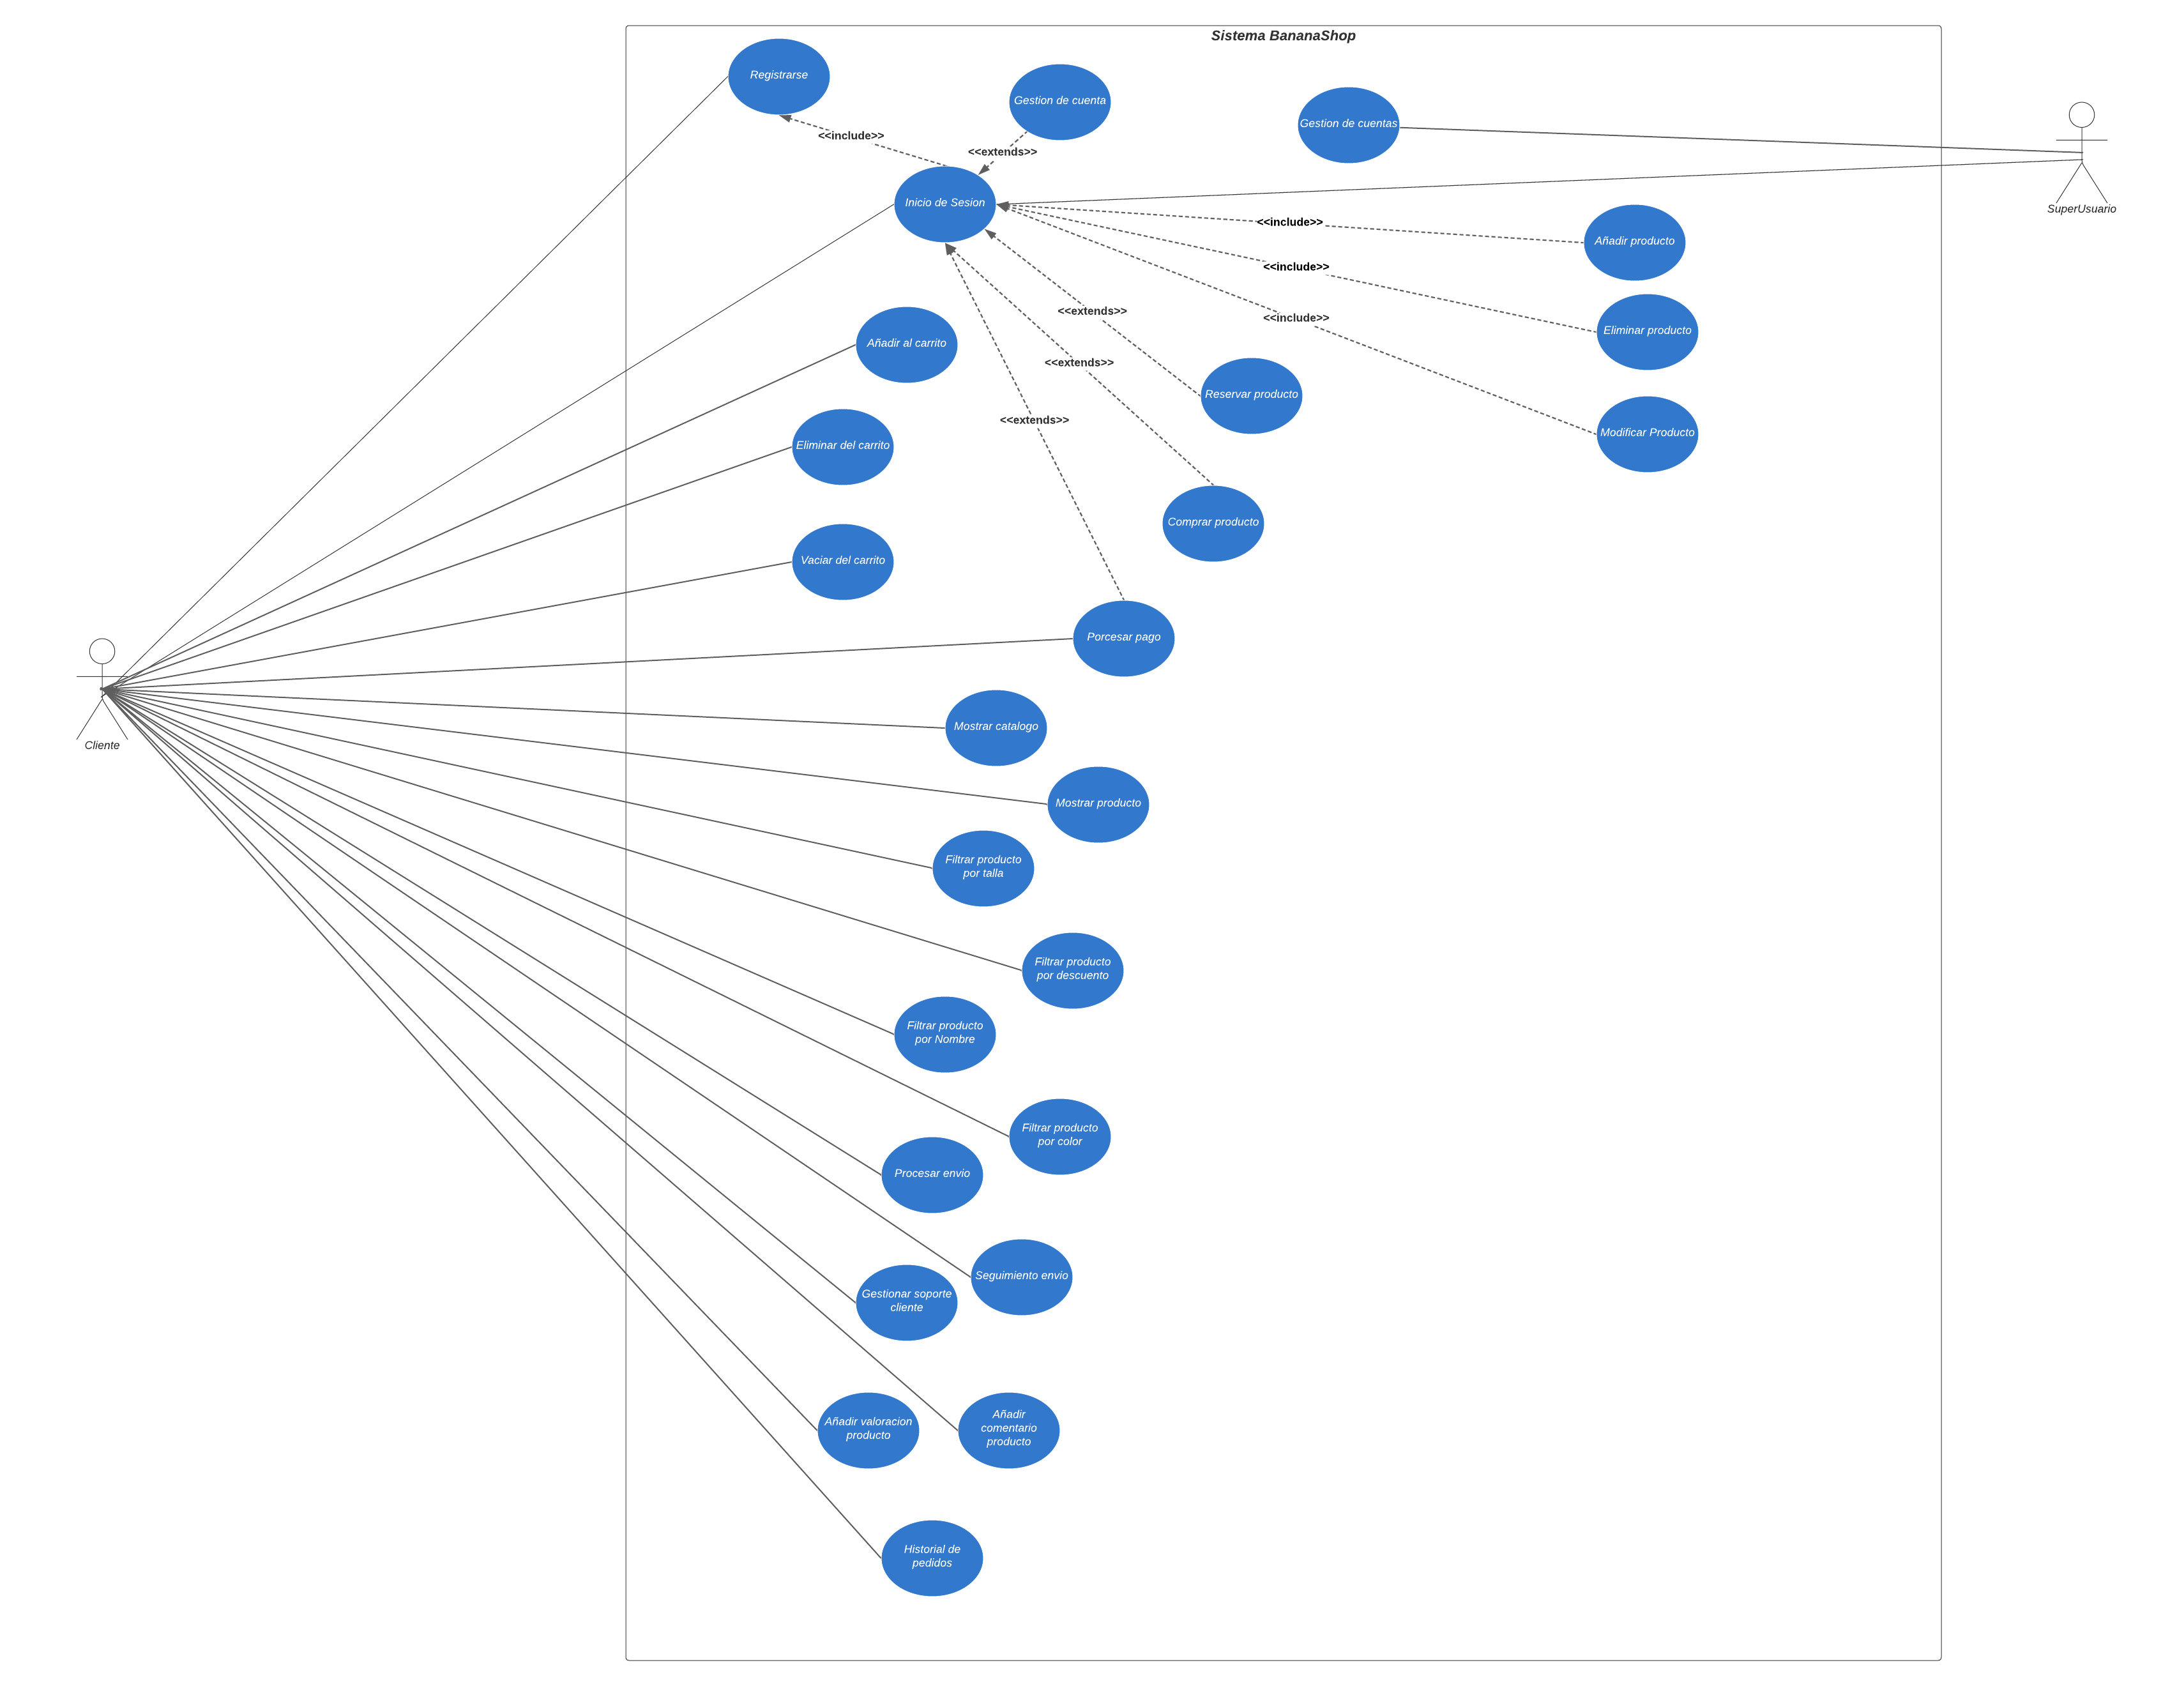 Sistema BananaShop
Registrarse
Gestion de cuenta
Gestion de cuentas
<<include>>
<<extends>>
Inicio de Sesion
SuperUsuario
<<include>>
Añadir producto
<<include>>
Eliminar producto
<<extends>>
<<include>>
Añadir al carrito
<<extends>>
Reservar producto
<<extends>>
Modificar Producto
Eliminar del carrito
Comprar producto
Vaciar del carrito
Porcesar pago
Cliente
Mostrar catalogo
Mostrar producto
Filtrar producto
por talla
Filtrar producto
por descuento
Filtrar producto
por Nombre
Filtrar producto
por color
Procesar envio
Seguimiento envio
Gestionar soporte
cliente
Añadir valoracion
producto
Añadir
comentario
producto
Historial de
pedidos